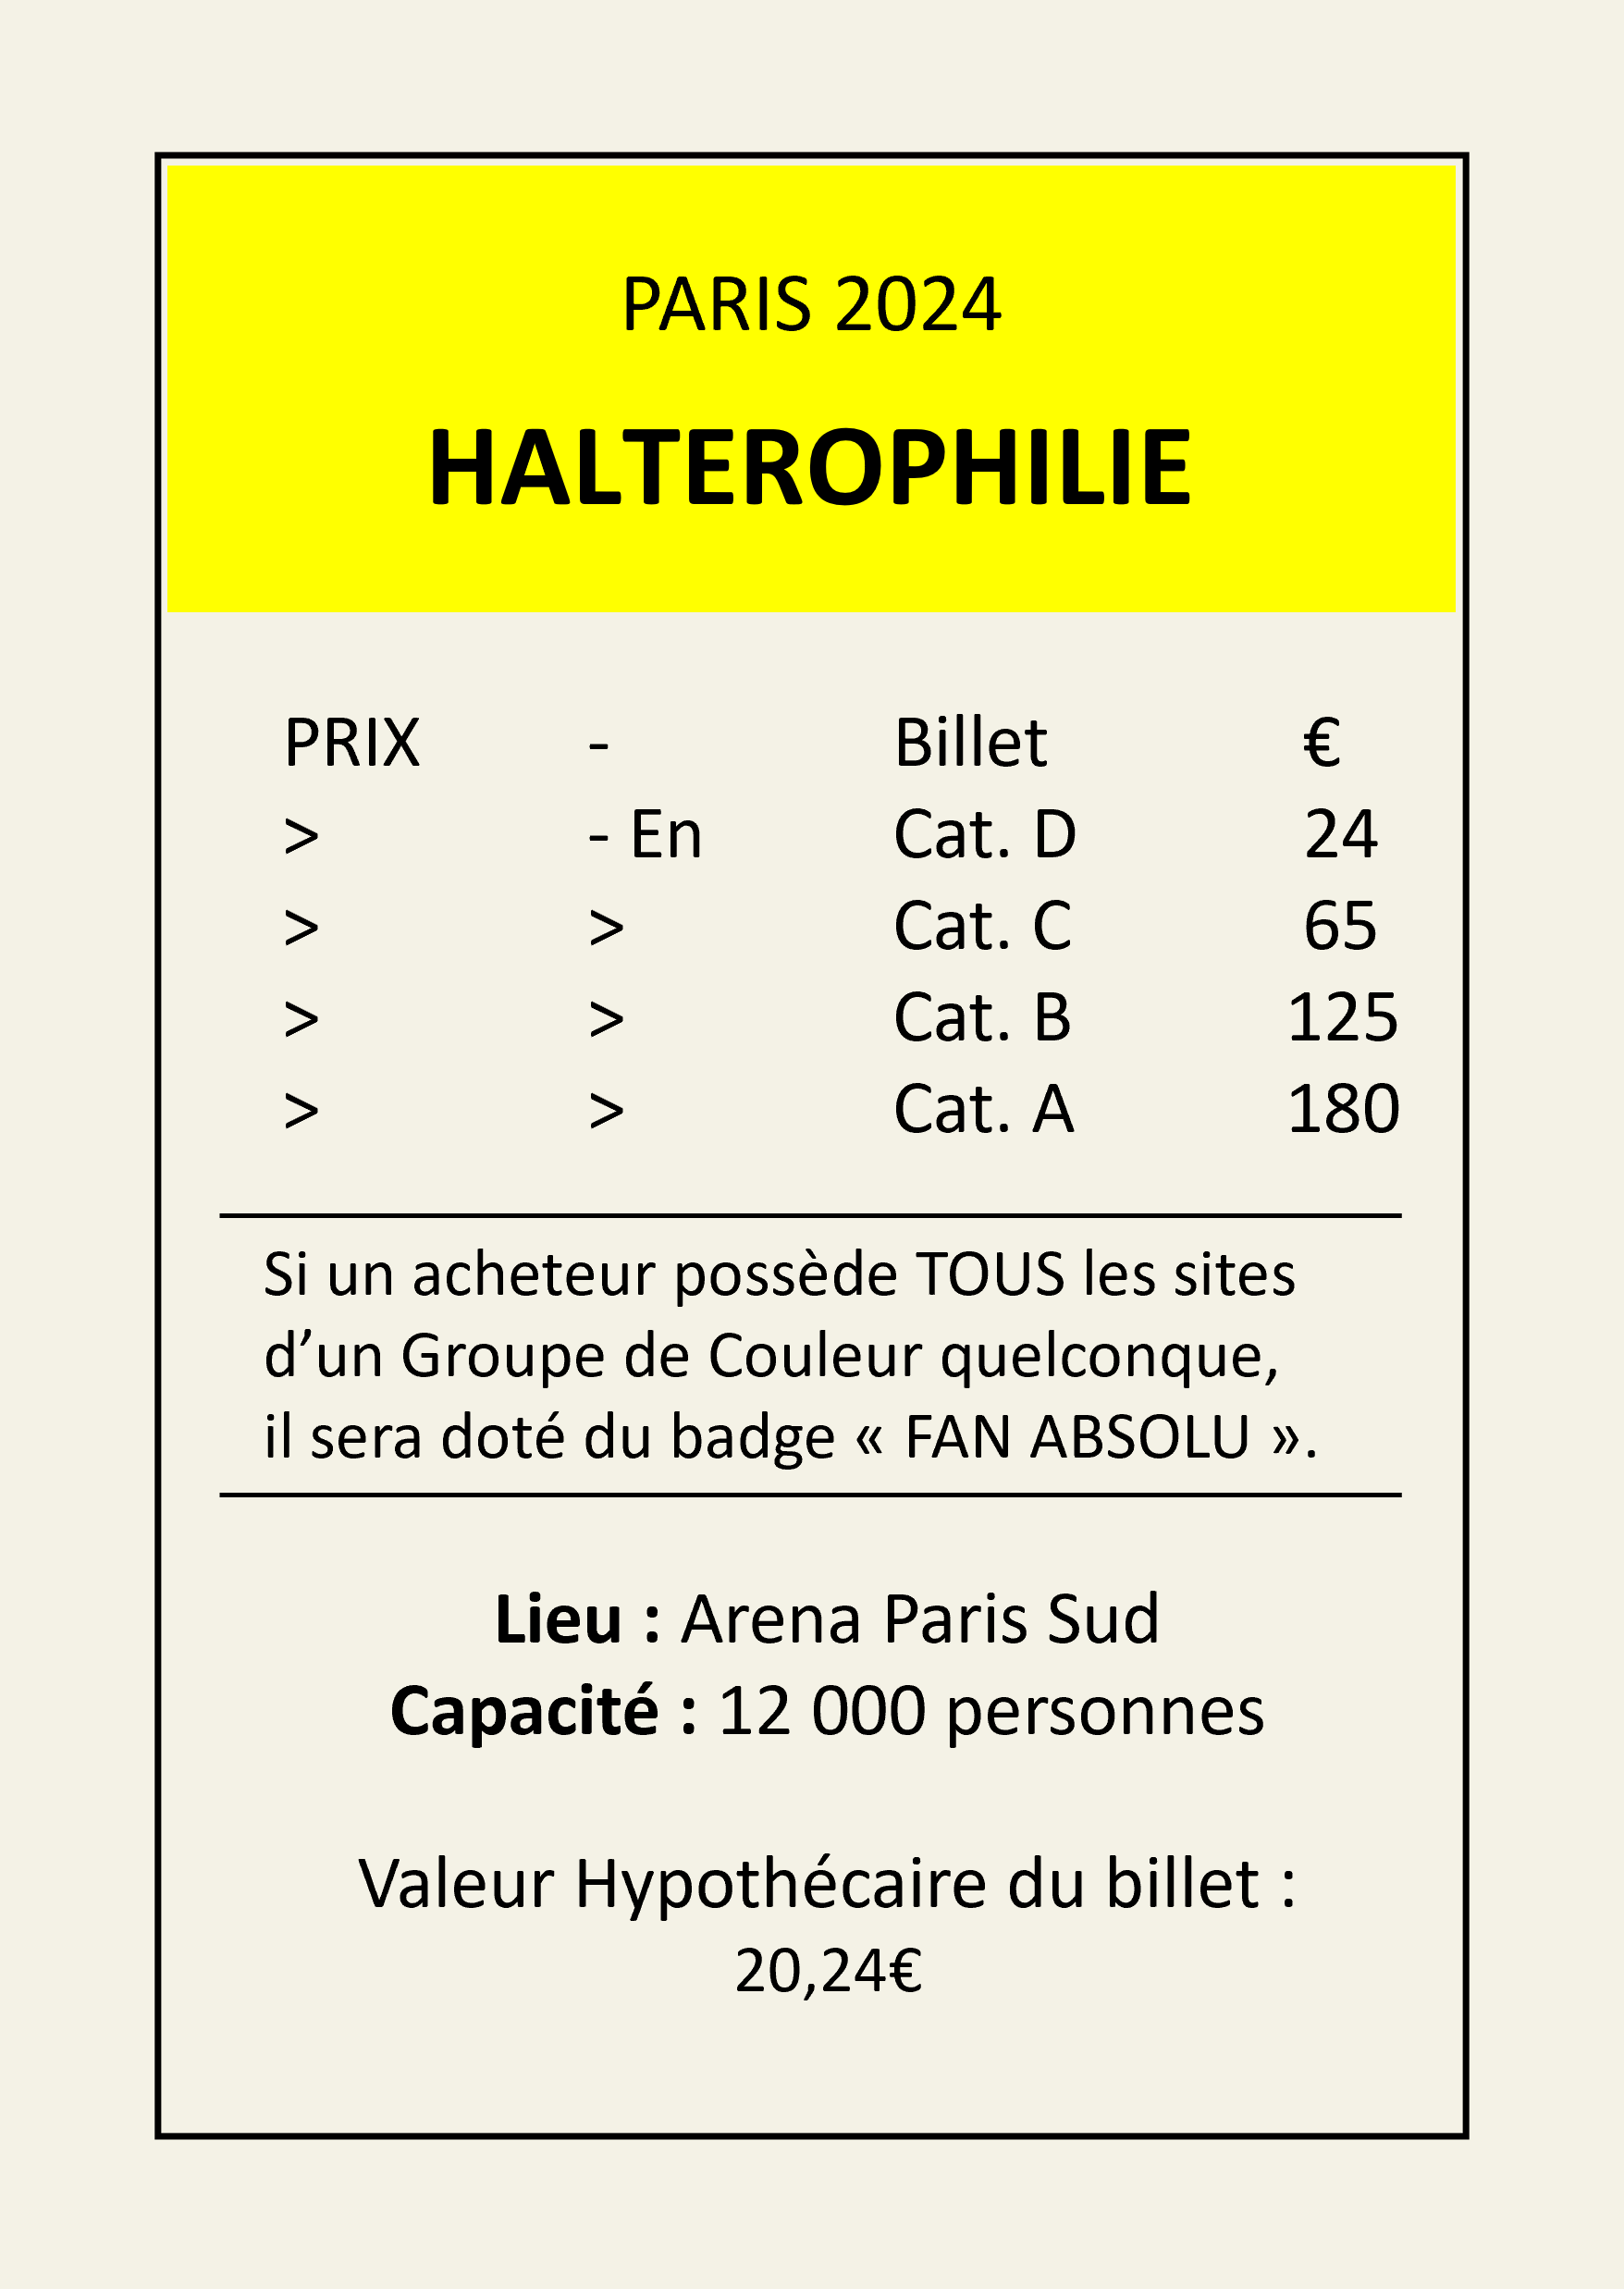 PARIS 2024
HALTEROPHILIE
PRIX - Billet €
> - En Cat. D 24
> > Cat. C 65
> > Cat. B 125
> > Cat. A 180
Si un acheteur possède TOUS les sites
d’un Groupe de Couleur quelconque,
il sera doté du badge « FAN ABSOLU ».
Lieu : Arena Paris Sud
Capacité : 12 000 personnes
Valeur Hypothécaire du billet :
20,24€